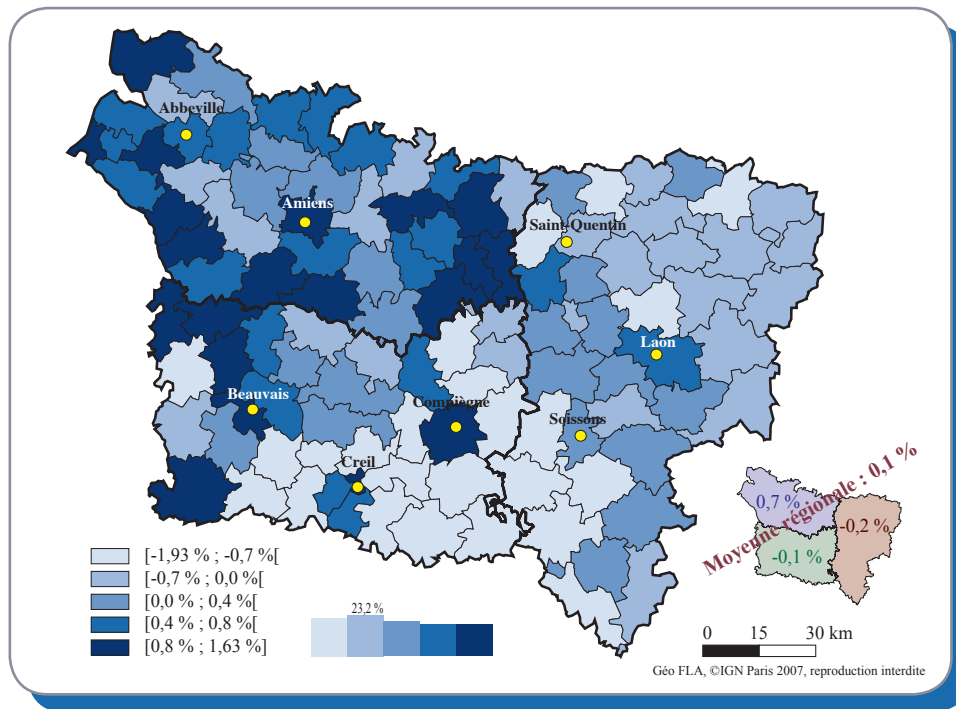 Abbeville
Amiens
Saint-Quentin
Laon
Beauvais
Compiègne
Soissons
Creil
Moyenne régionale : 0,1 %
0,7 %
-0,2 %
-0,1 %
[-1,93 % ; -0,7 %[
[-0,7 % ; 0,0 %[
[0,0 % ; 0,4 %[
[0,4 % ; 0,8 %[
[0,8 % ; 1,63 %]
23,2 %
0 15 30 km
Géo FLA, ©IGN Paris 2007, reproduction interdite